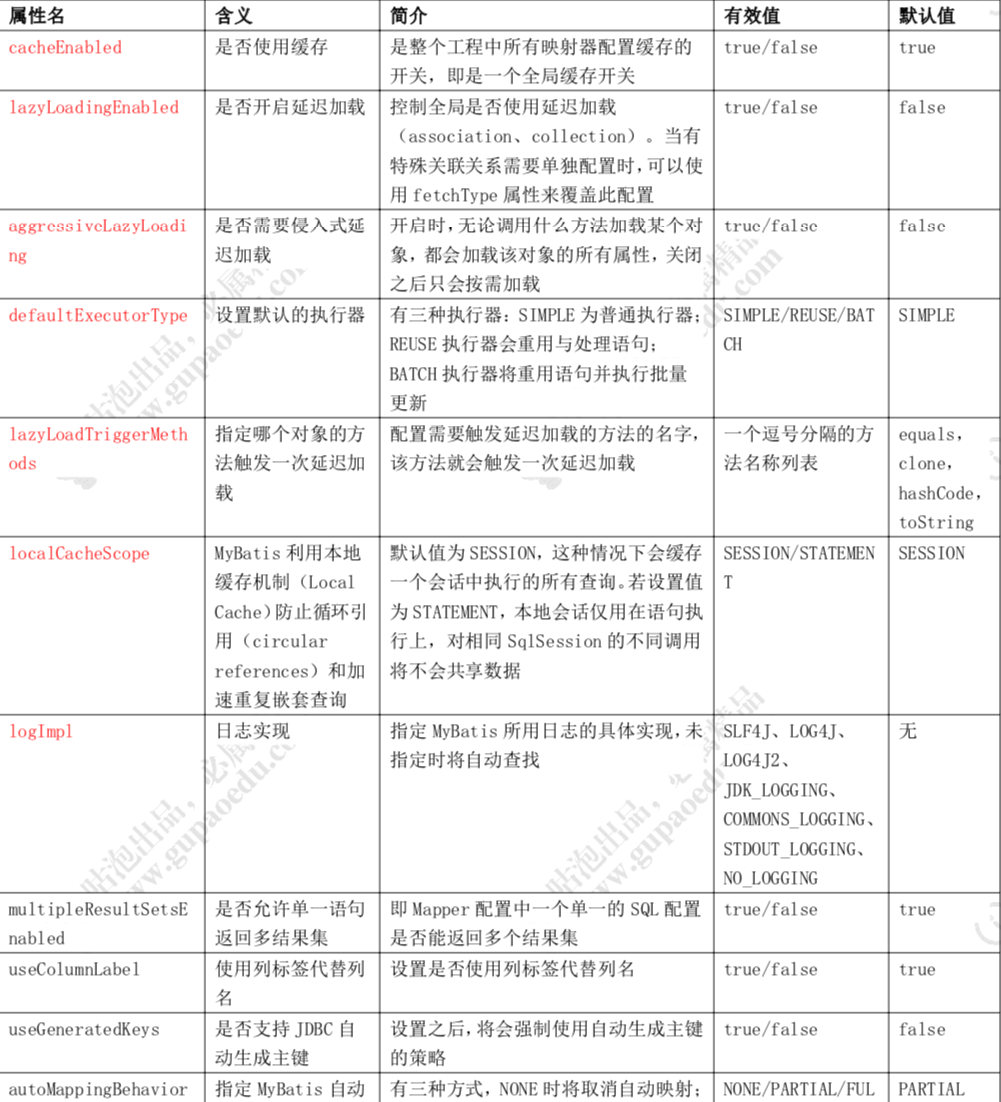 属性名 含义 简介 有效值 默认值
cacheEnabled 是否使用缓存 是整个工程中所有映射器配置缓存的 true/false true
开关，即是一个全局缓存开关
lazyLoadingEnabled 是否开启延迟加载 控制全局是否使用延迟加载 true/false false
（association、collection）。当有
特殊关联关系需要单独配置时，可以使
用 fetchType 属性来覆盖此配置
aggressiveLazyLoadi 是否需要侵入式延 开启时，无论调用什么方法加载某个对 true/false false
ng 迟加载 象，都会加载该对象的所有属性，关闭
之后只会按需加载
defaultExecutorType 设置默认的执行器 有三种执行器：SIMPLE 为普通执行器； SIMPLE/REUSE/BAT SIMPLE
REUSE 执行器会重用与处理语句； CH
BATCH 执行器将重用语句并执行批量
更新
lazyLoadTriggerMeth 指定哪个对象的方 配置需要触发延迟加载的方法的名字， 一个逗号分隔的方 equals，
ods 法触发一次延迟加 该方法就会触发一次延迟加载 法名称列表 clone，
载 hashCode，
toString
localCacheScope MyBatis 利用本地 默认值为 SESSION，这种情况下会缓存 SESSION/STATEMEN SESSION
缓存机制（Local 一个会话中执行的所有查询。若设置值 T
Cache）防止循环引 为 STATEMENT，本地会话仅用在语句执
用（circular 行上，对相同 SqlSession 的不同调用
references）和加 将不会共享数据
速重复嵌套查询
logImpl 日志实现 指定 MyBatis 所用日志的具体实现，未 SLF4J、LOG4J、 无
指定时将自动查找 LOG4J2、
JDK_LOGGING、
COMMONS_LOGGING、
STDOUT_LOGGING、
NO_LOGGING
multipleResultSetsE 是否允许单一语句 即 Mapper 配置中一个单一的 SQL 配置 true/false true
nabled 返回多结果集 是否能返回多个结果集
useColumnLabel 使用列标签代替列 设置是否使用列标签代替列名 true/false true
名
useGeneratedKeys 是否支持 JDBC 自 设置之后，将会强制使用自动生成主键 true/false false
动生成主键 的策略
autoMappingBehavior 指定 MyBatis 自动 有三种方式，NONE 时将取消自动映射； NONE/PARTIAL/FUL PARTIAL